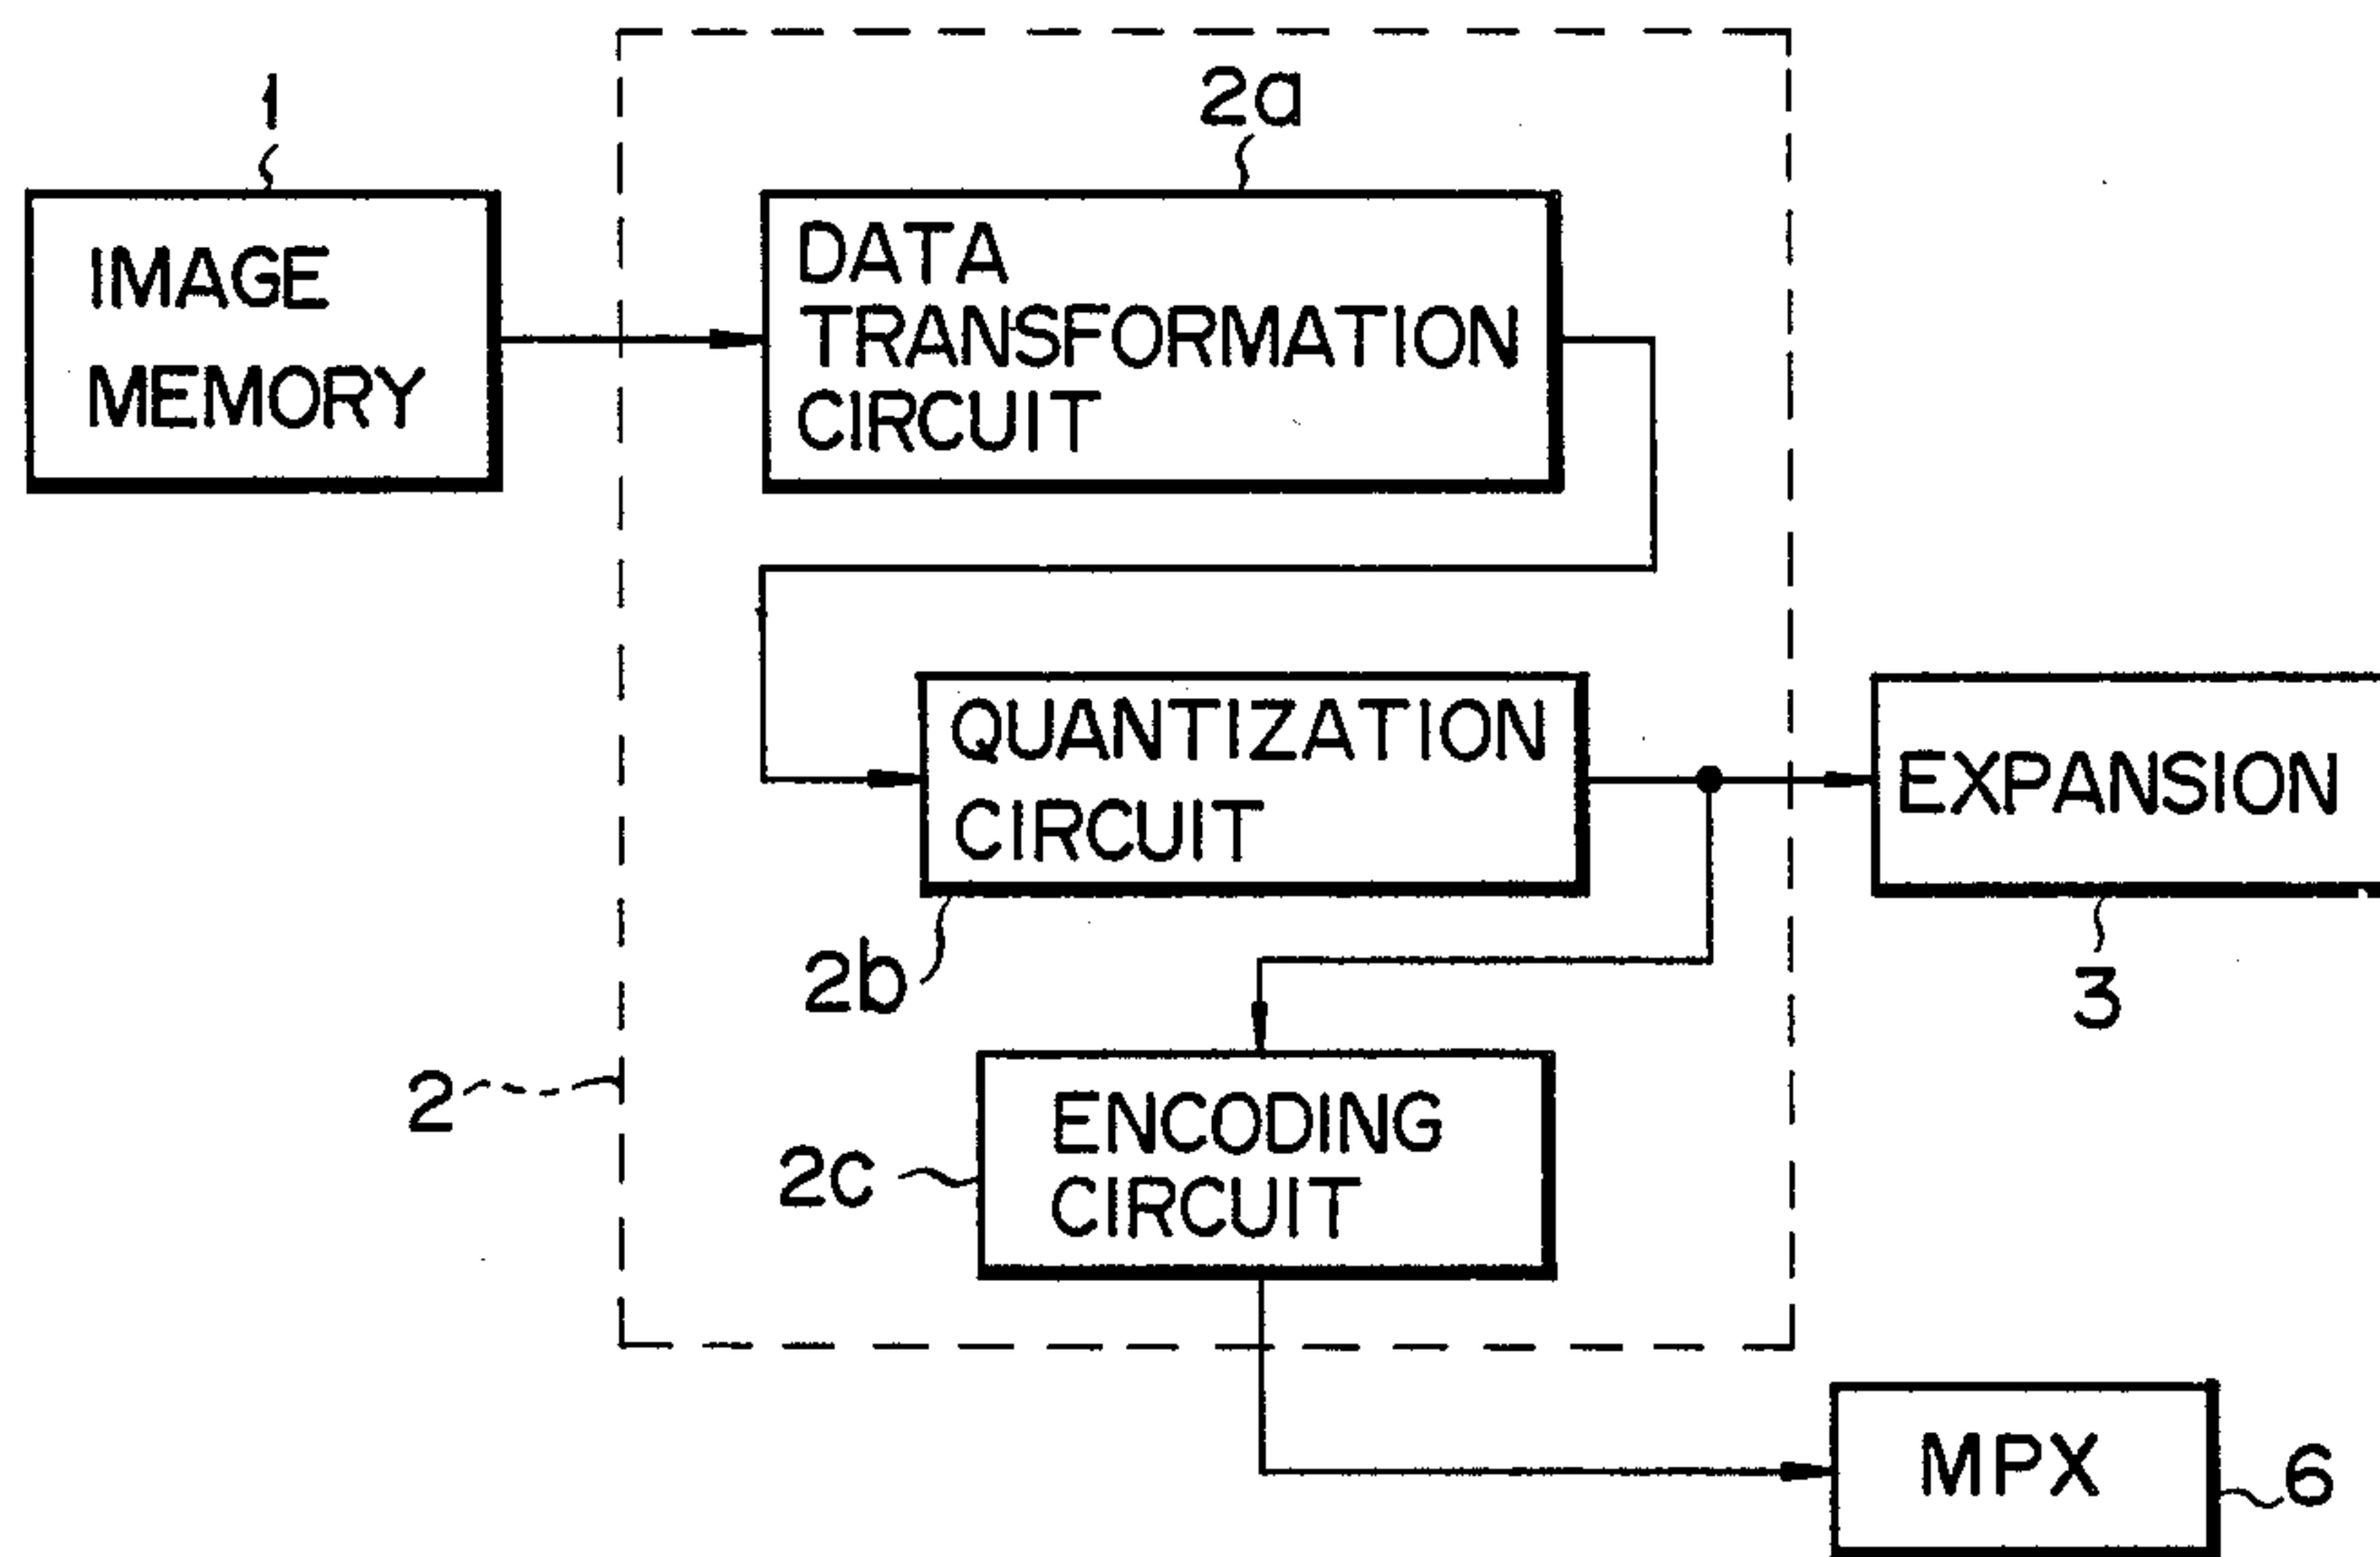 1
IMAGE
MEMORY
2a
DATA
TRANSFORMATION
CIRCUIT
QUANTIZATION
CIRCUIT
2b
EXPANSION
3
2
ENCODING
CIRCUIT
2c
MPX
6